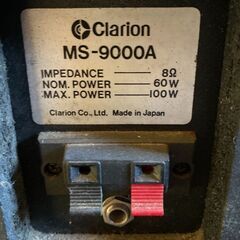 Clarion
MS-9000A
IMPEDANCE 8Ω
NOM. POWER 60W
MAX. POWER 100W
Clarion Co., Ltd. Made in Japan